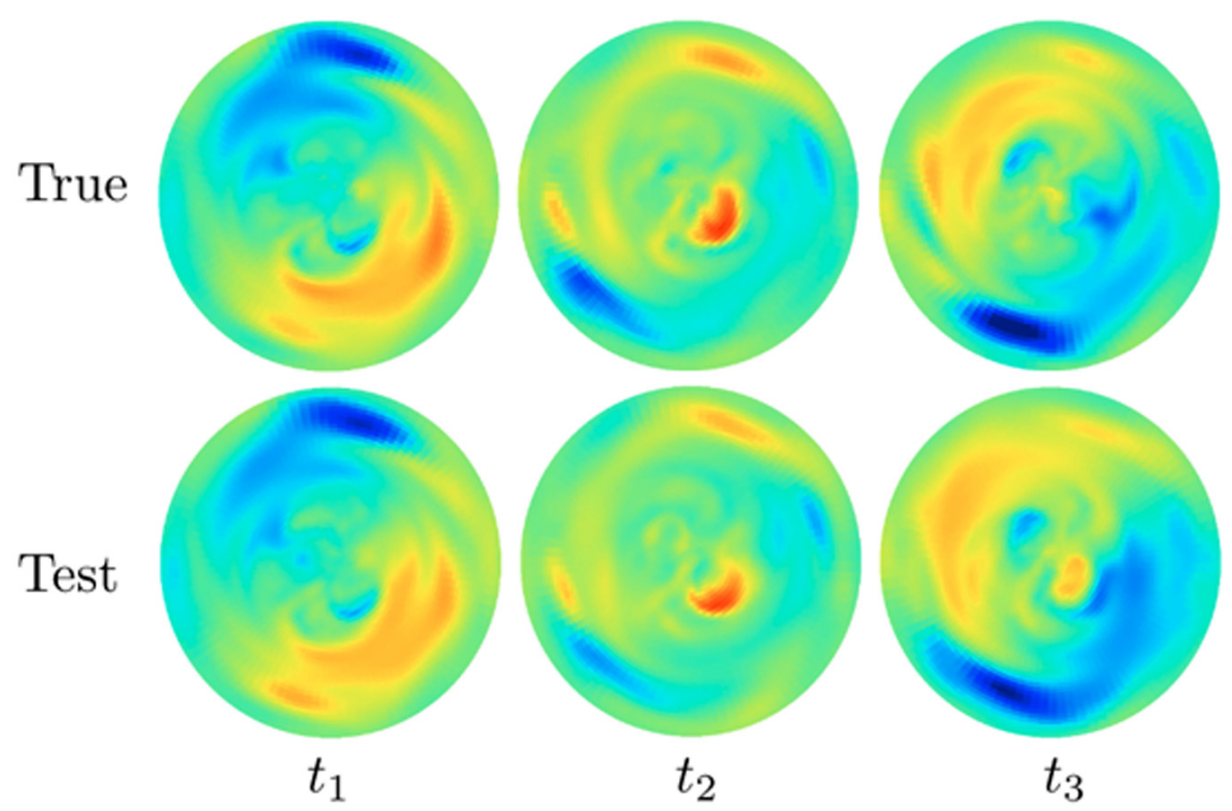 True
Test
t₁ t₂ t₃